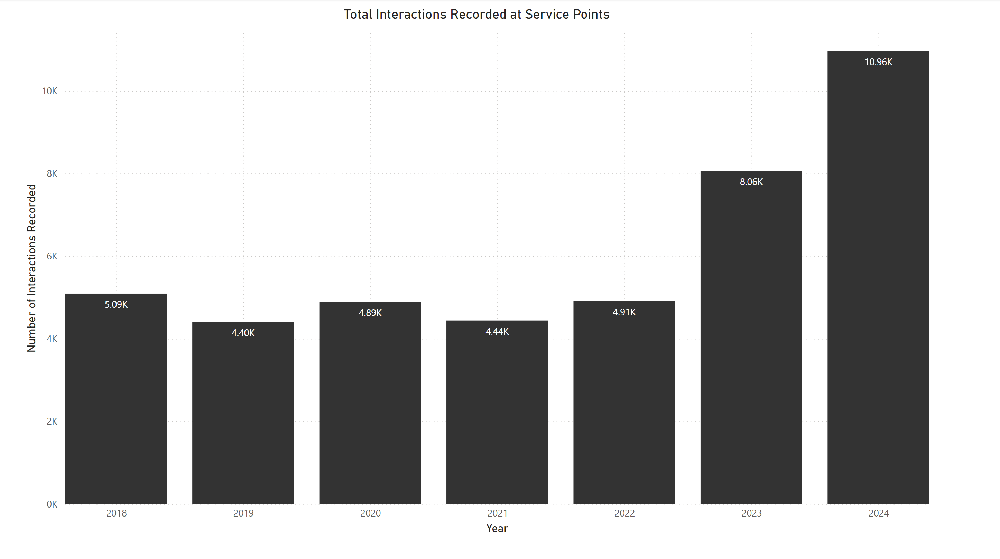 Total Interactions Recorded at Service Points
Number of Interactions Recorded
10K
8K
6K
4K
2K
0K
5.09K
4.40K
4.89K
4.44K
4.91K
8.06K
10.96K
2018
2019
2020
2021
2022
2023
2024
Year